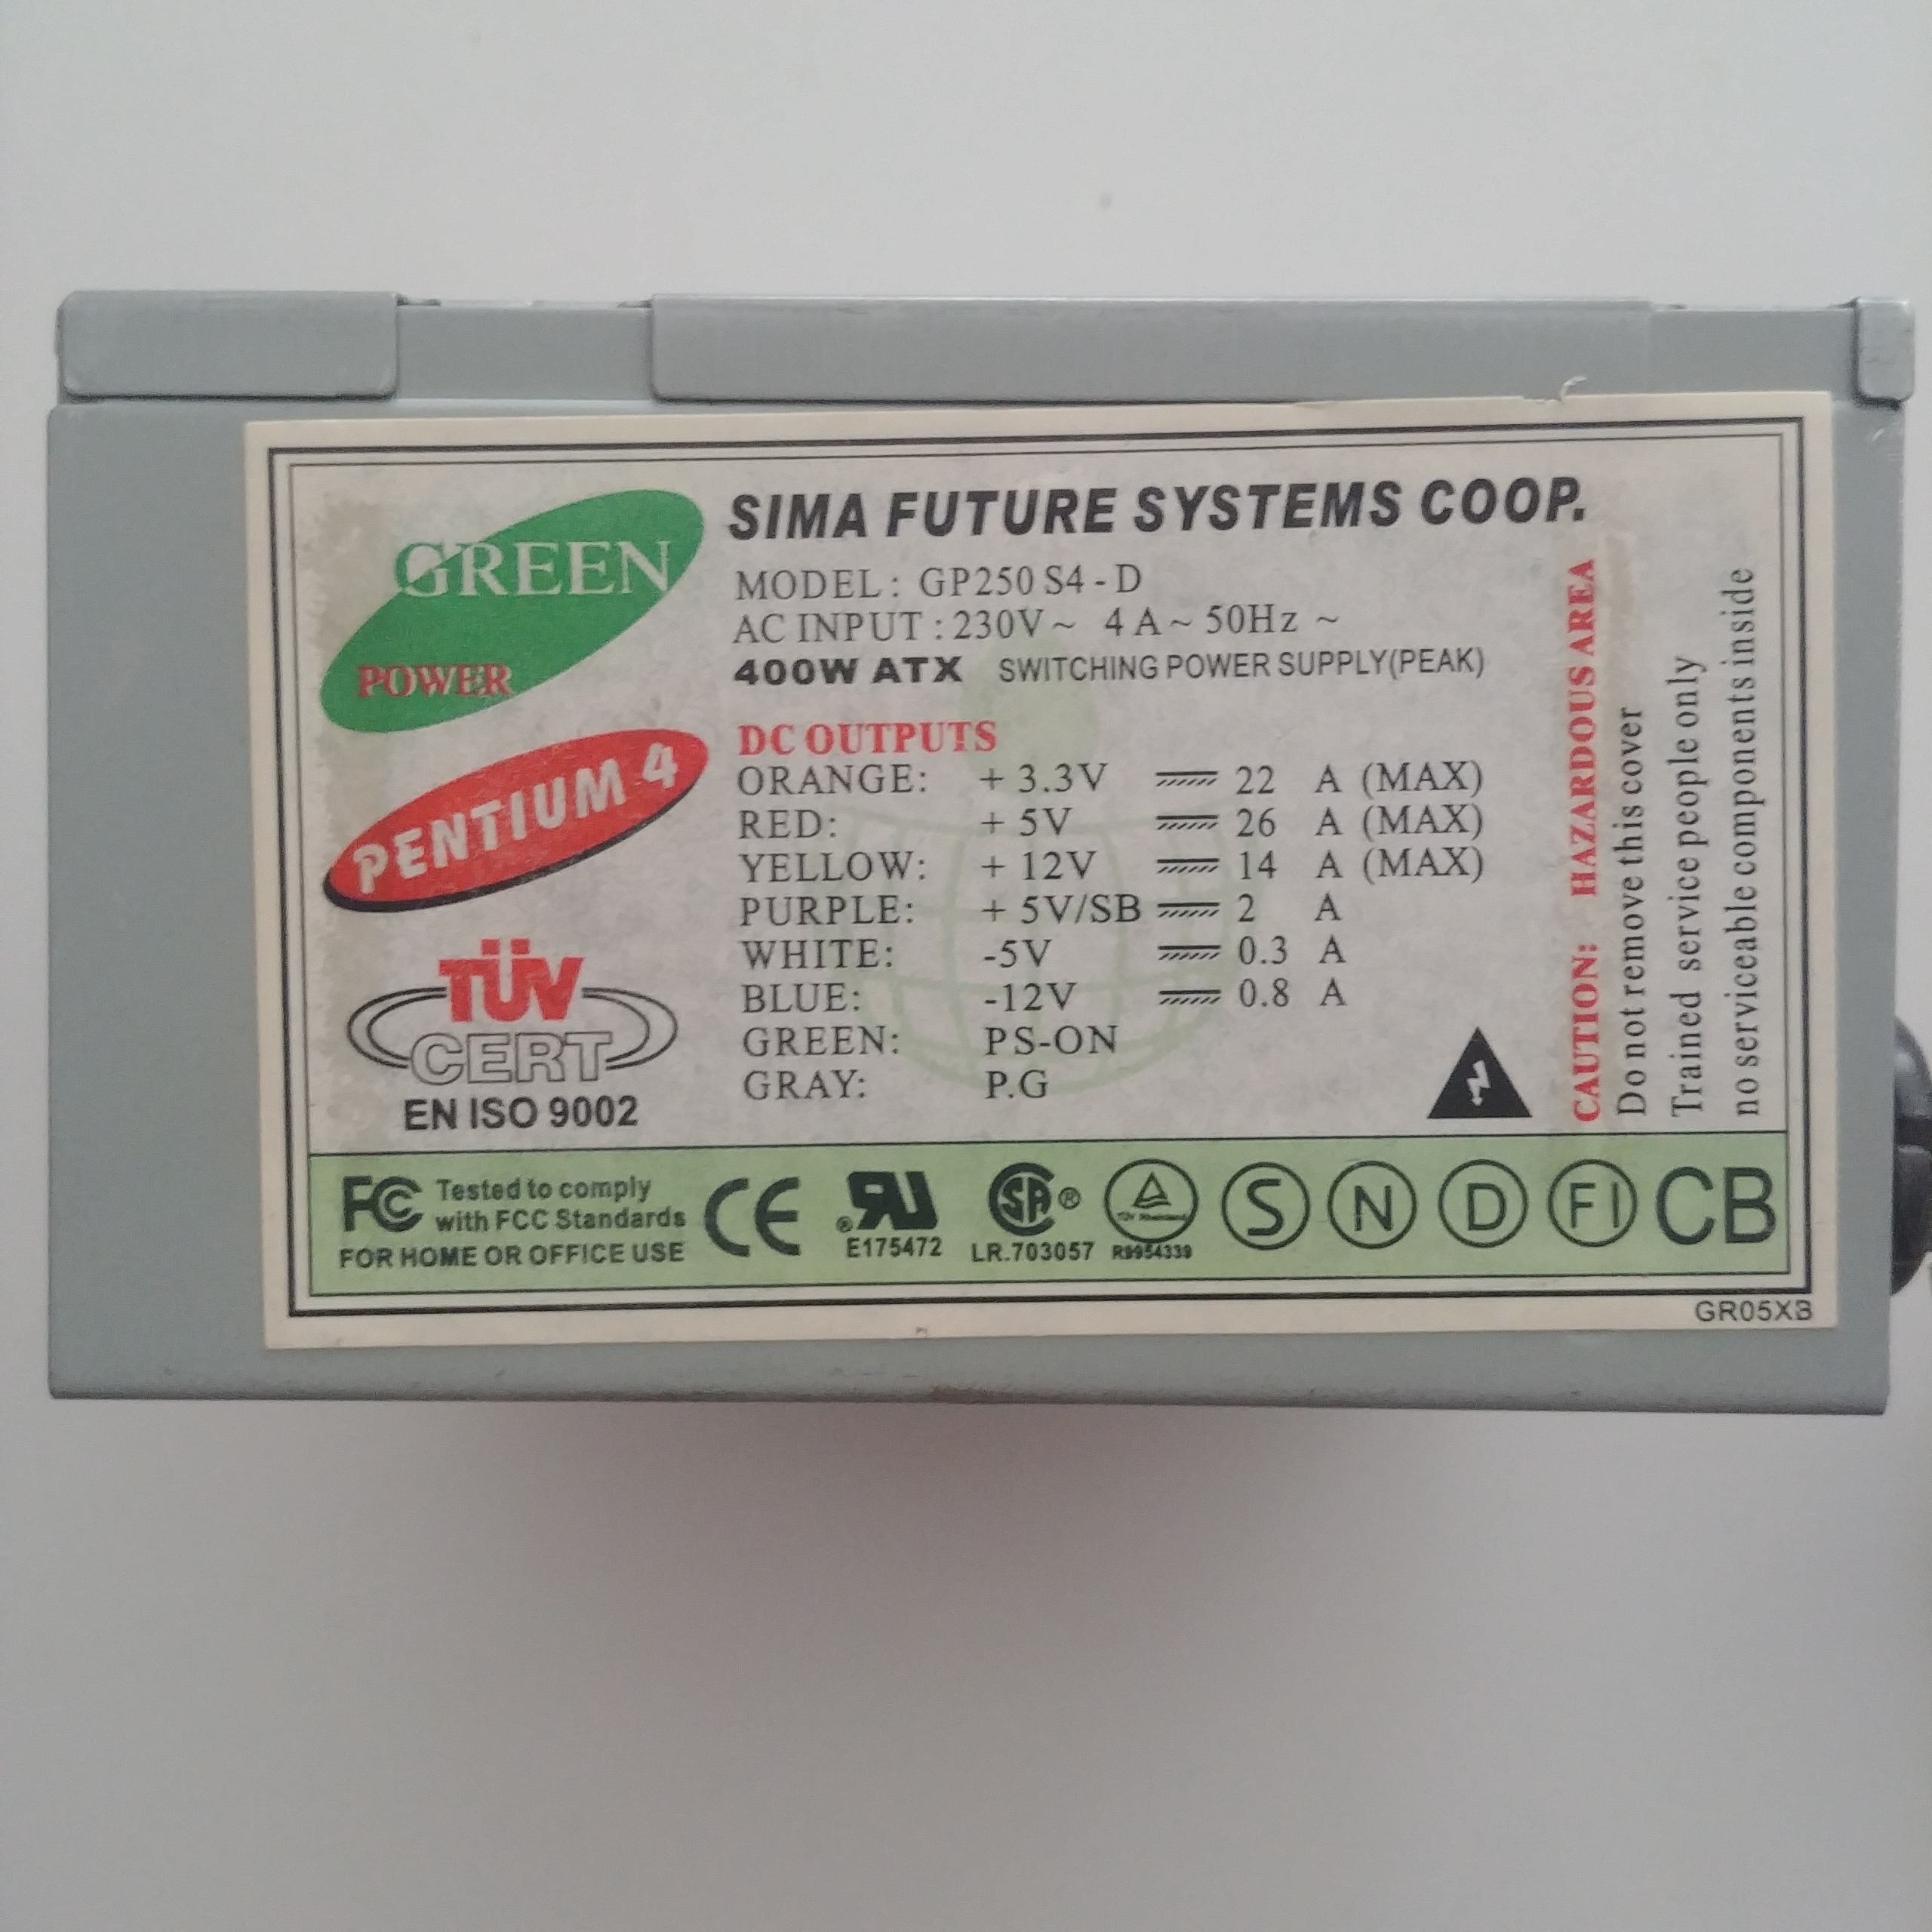 GREEN
POWER
PENTIUM 4
TÜV
CERT
EN ISO 9002
SIMA FUTURE SYSTEMS COOP.
MODEL: GP250 S4 - D
AC INPUT : 230V ~ 4 A ~ 50Hz ~
400W ATX SWITCHING POWER SUPPLY(PEAK)
DC OUTPUTS
ORANGE: + 3.3V 22 A (MAX)
RED: + 5V 26 A (MAX)
YELLOW: + 12V 14 A (MAX)
PURPLE: + 5V/SB 2 A
WHITE: -5V 0.3 A
BLUE: -12V 0.8 A
GREEN: PS-ON
GRAY: P.G
CAUTION: HAZARDOUS AREA
Do not remove this cover
Trained service people only
no serviceable components inside
FC Tested to comply
with FCC Standards
FOR HOME OR OFFICE USE
CE
RU ®
E175472
SA ®
LR.703057
TÜV Rheinland
R9954339
S N D FI CB
GR05XB